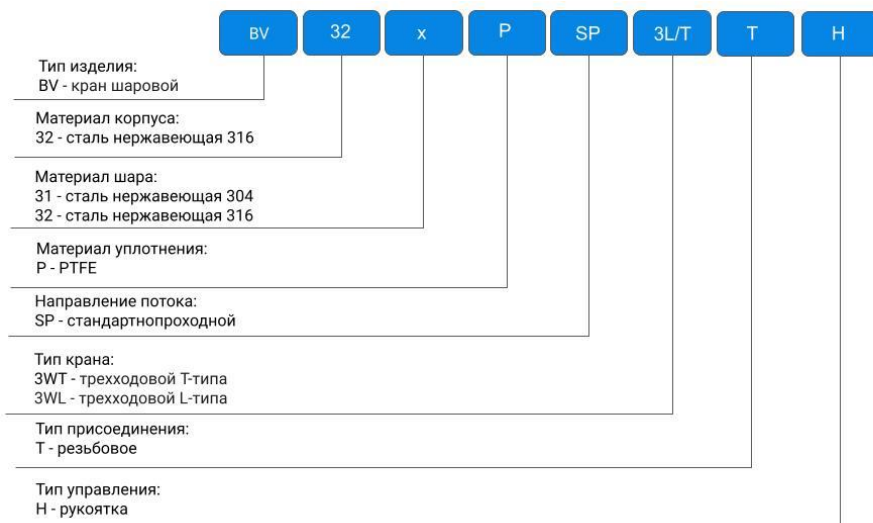 BV 32 x P SP 3L/T T H
Тип изделия:
BV - кран шаровой
Материал корпуса:
32 - сталь нержавеющая 316
Материал шара:
31 - сталь нержавеющая 304
32 - сталь нержавеющая 316
Материал уплотнения:
P - PTFE
Направление потока:
SP - стандартнопроходной
Тип крана:
3WT - трехходовой T-типа
3WL - трехходовой L-типа
Тип присоединения:
T - резьбовое
Тип управления:
H - рукоятка